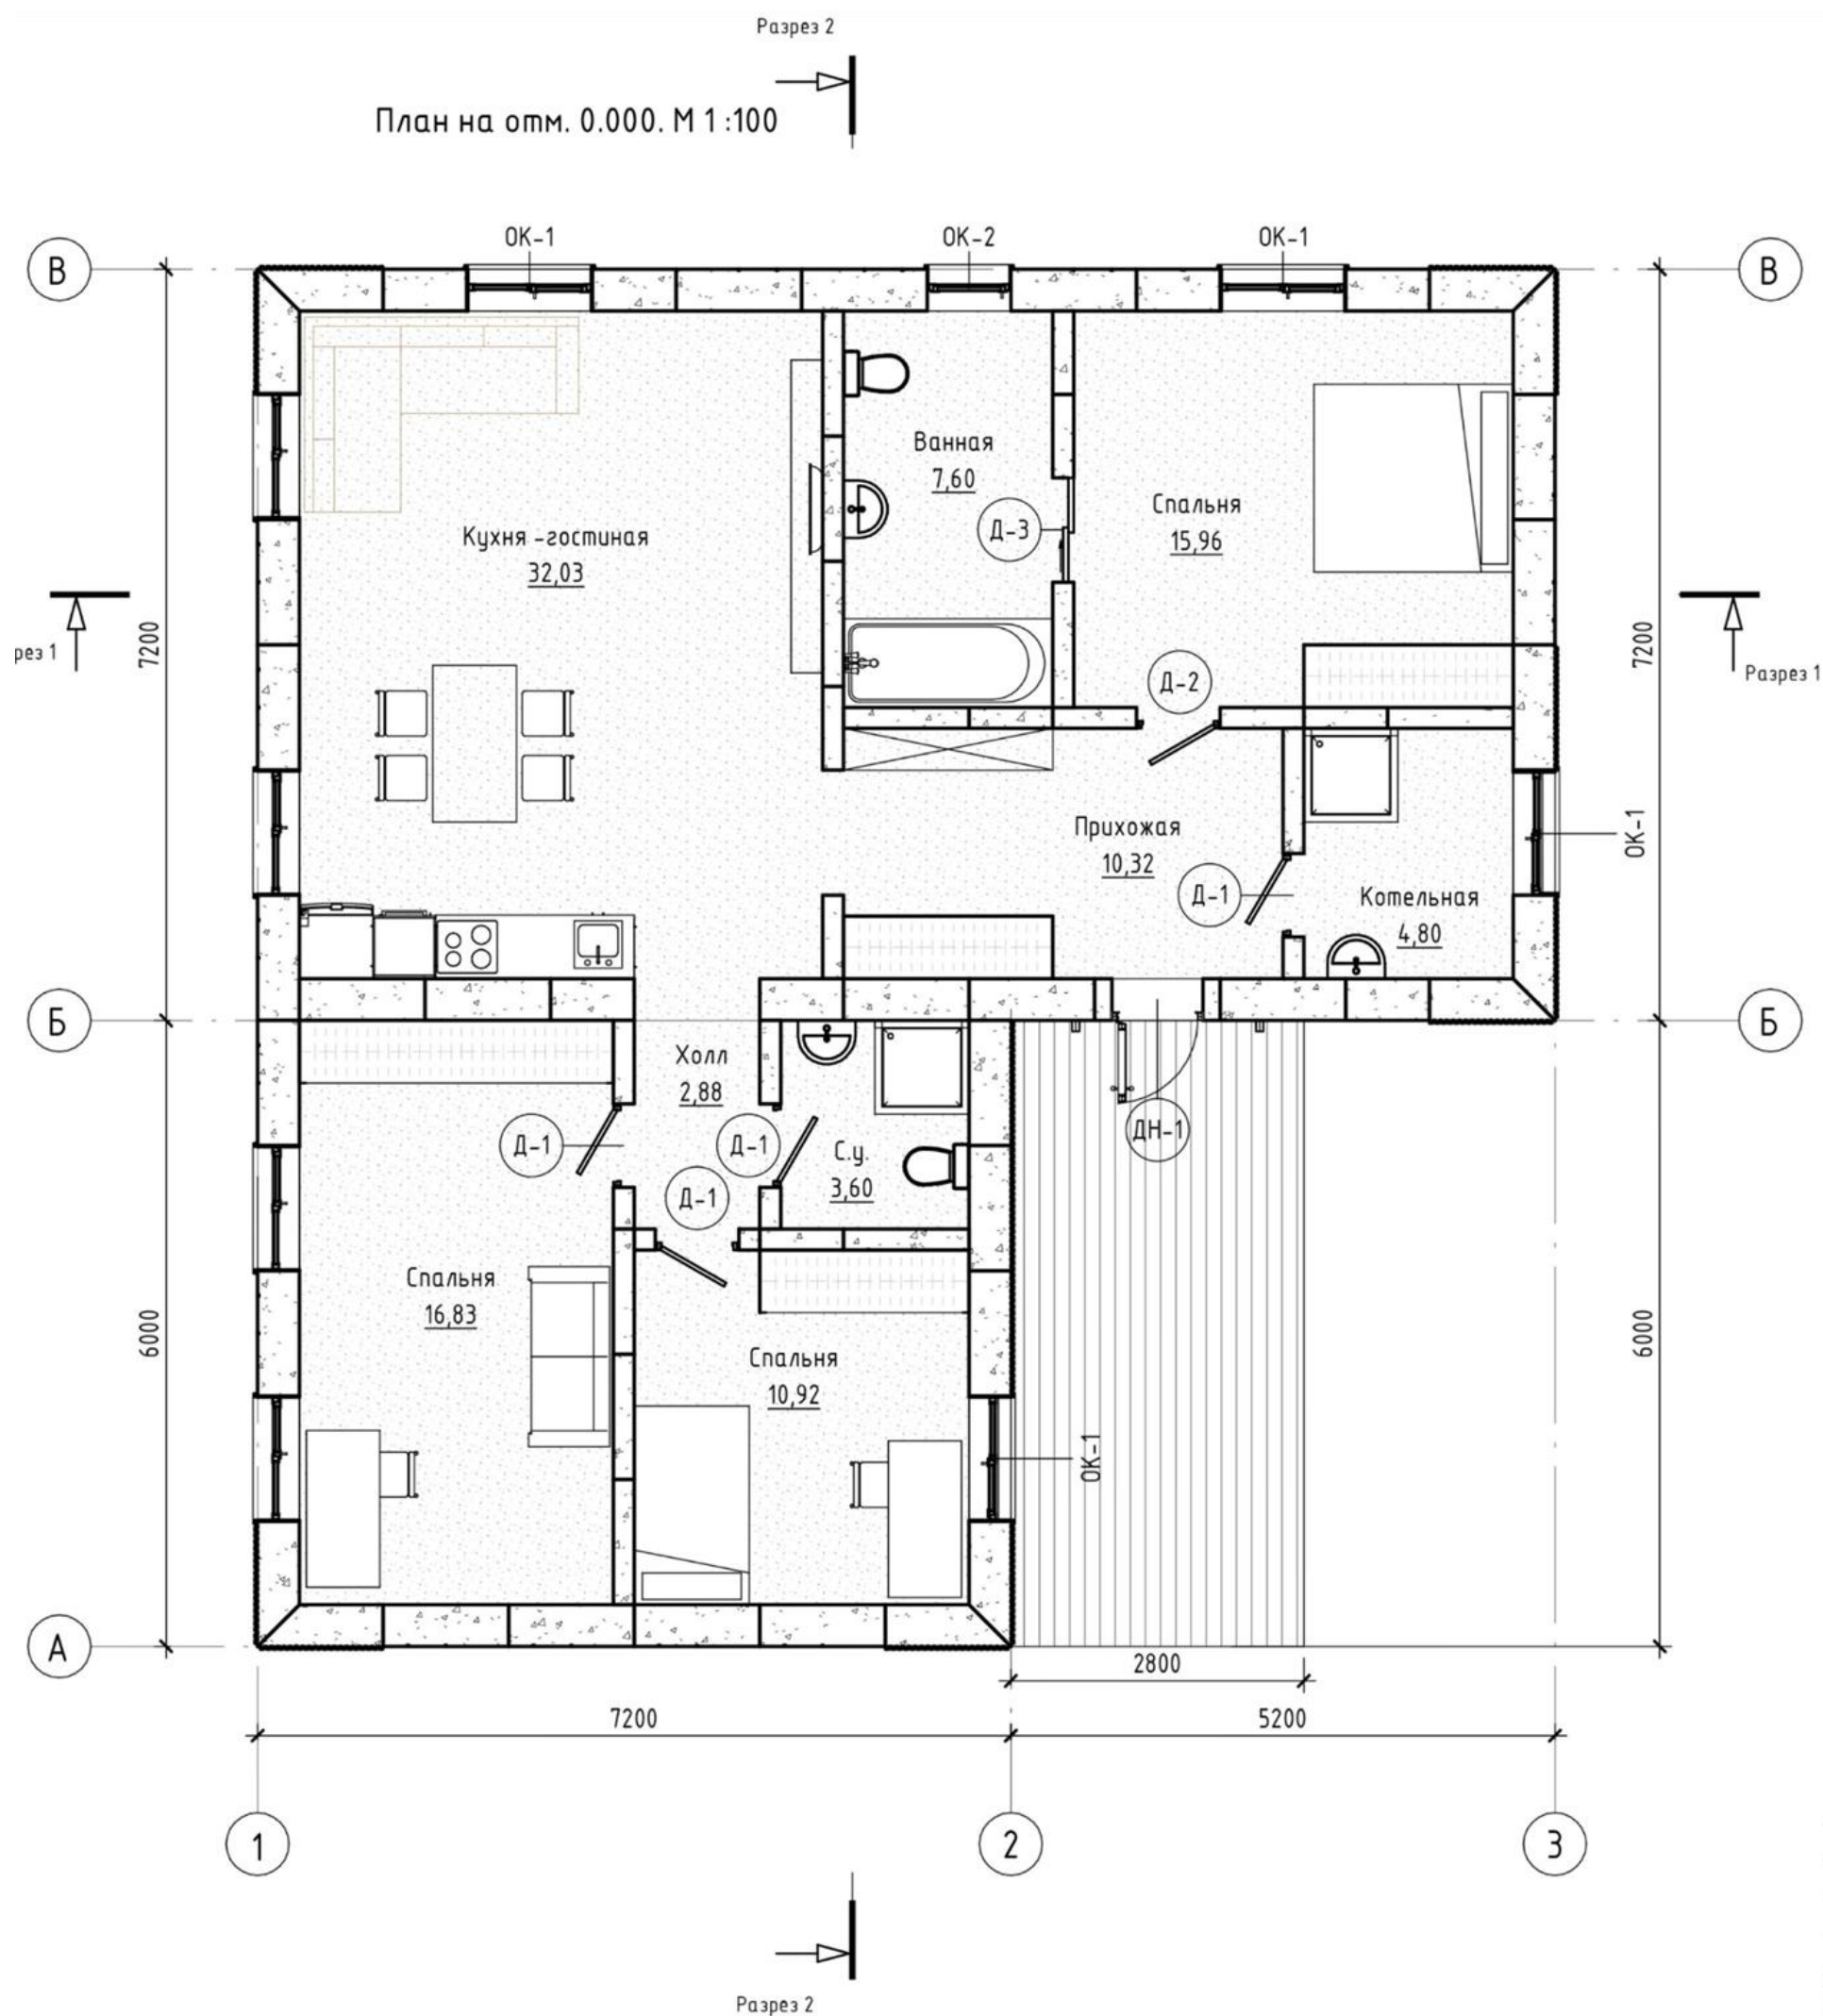 Разрез 2
План на отм. 0.000. М 1:100
ОК-1
ОК-2
ОК-1
В
В
Ванная
7,60
Спальня
15,96
Д-3
Кухня-гостиная
32,03
7200
7200
рез 1
Разрез 1
Д-2
Прихожая
10,32
ОК-1
Д-1
Котельная
4,80
Б
Б
Холл
2,88
Д-1
Д-1
ДН-1
С.у.
3,60
Д-1
Спальня
16,83
6000
6000
Спальня
10,92
ОК-1
А
2800
7200
5200
1
2
3
Разрез 2